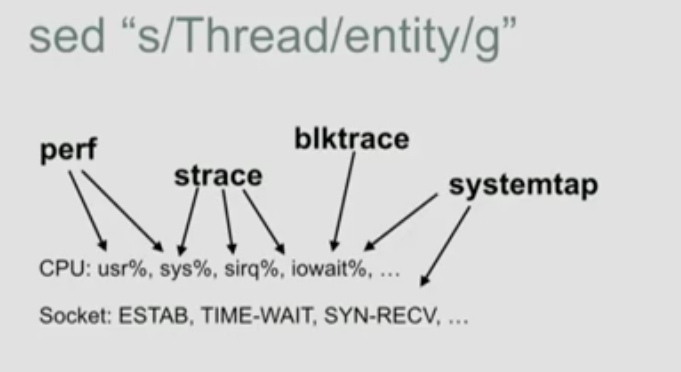 sed “s/Thread/entity/g”
perf
blktrace
strace
systemtap
CPU: usr%, sys%, sirq%, iowait%, ...
Socket: ESTAB, TIME-WAIT, SYN-RECV, ...